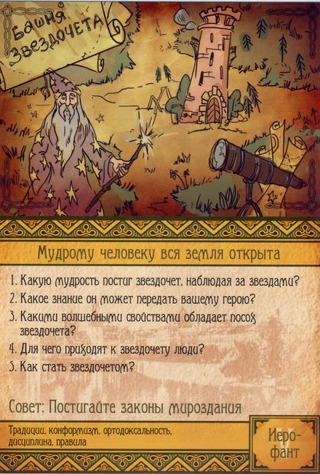 Башня
Звездочета
Мудрому человеку вся земля открыта
1. Какую мудрость постиг звездочет, наблюдая за звездами?
2. Какое знание он может передать вашему герою?
3. Какими волшебными свойствами обладает посох
звездочета?
4. Для чего приходят к звездочету люди?
5. Как стать звездочетом?
Совет: Постигайте законы мироздания
Традиции, конформизм, ортодоксальность,
дисциплина, правила
Иеро-
фант